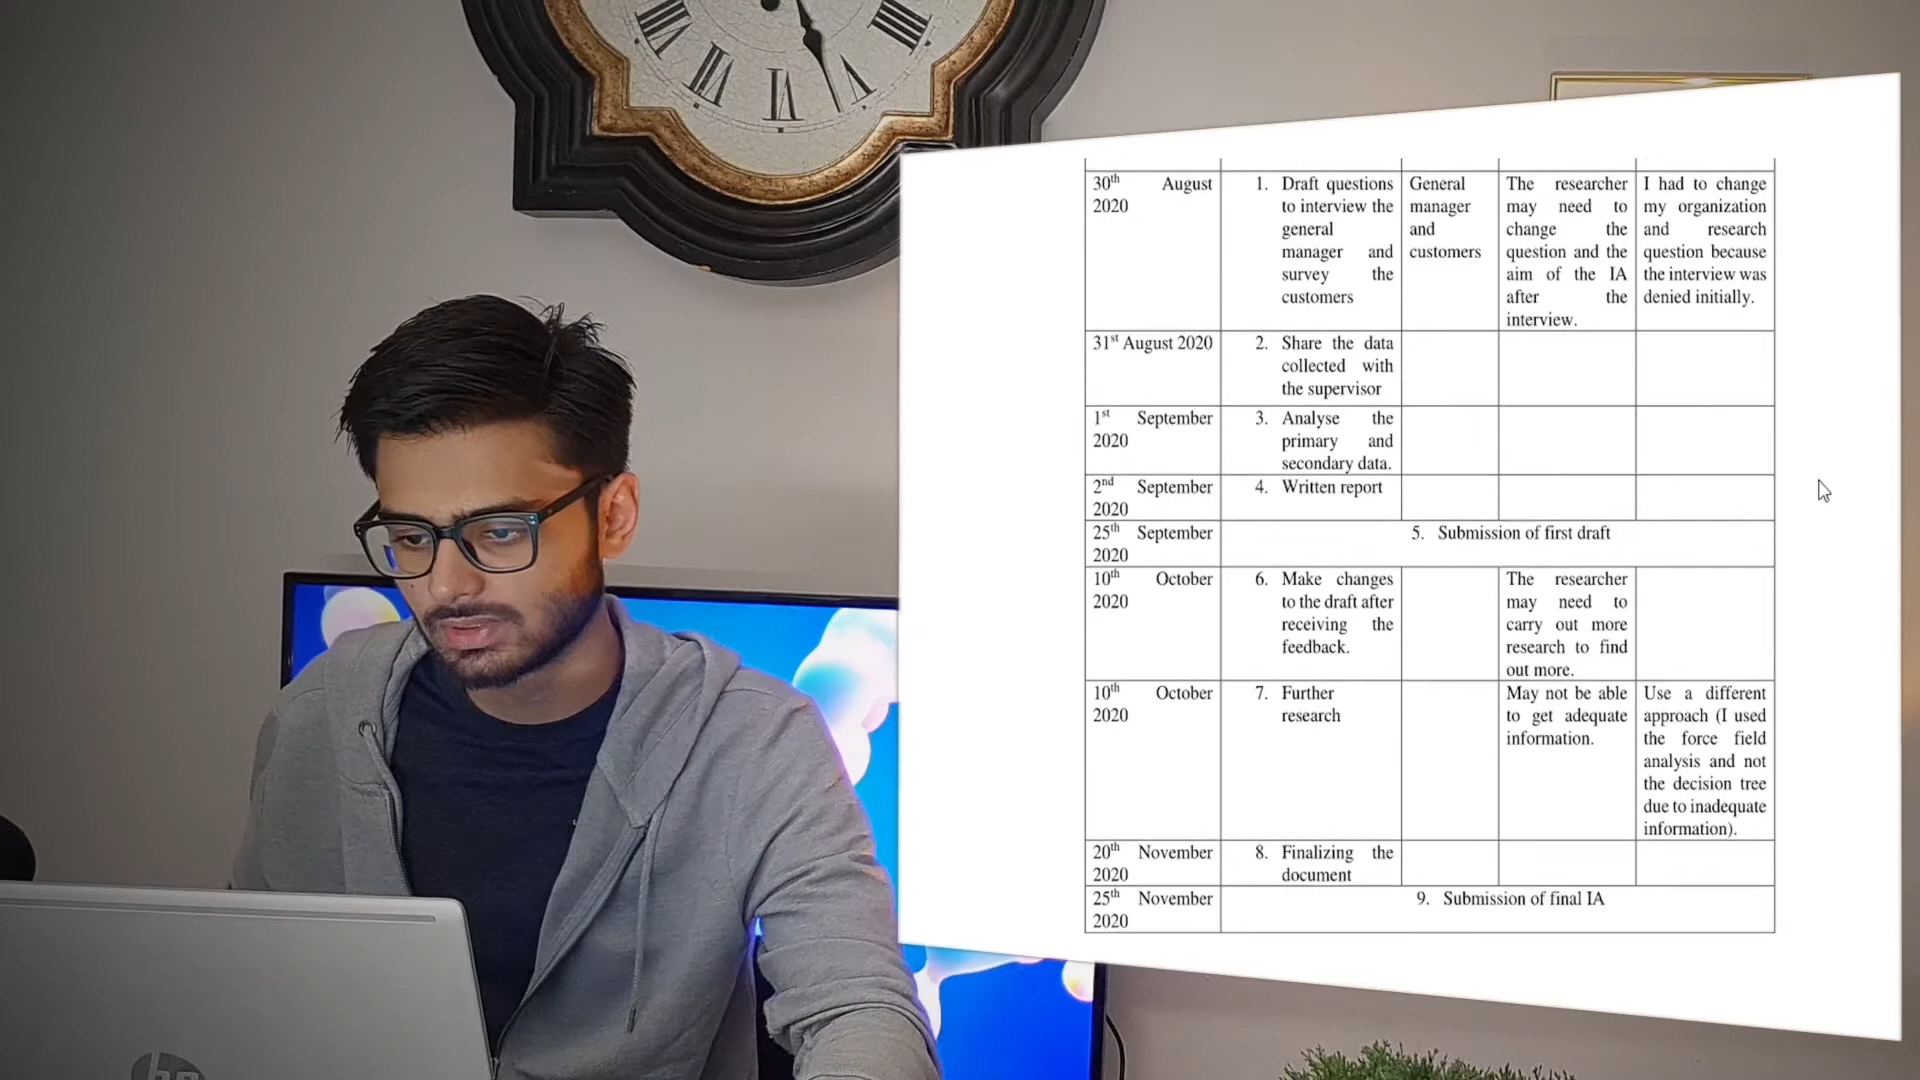 30th August 2020
1. Draft questions to interview the general manager and survey the customers
General manager and customers
The researcher may need to change the question and the aim of the IA after the interview.
I had to change my organization and research question because the interview was denied initially.
31st August 2020
2. Share the data collected with the supervisor
1st September 2020
3. Analyse the primary and secondary data.
2nd September 2020
4. Written report
25th September 2020
5. Submission of first draft
10th October 2020
6. Make changes to the draft after receiving the feedback.
The researcher may need to carry out more research to find out more.
10th October 2020
7. Further research
May not be able to get adequate information.
Use a different approach (I used the force field analysis and not the decision tree due to inadequate information).
20th November 2020
8. Finalizing the document
25th November 2020
9. Submission of final IA
III
IIV
VI
V
hp